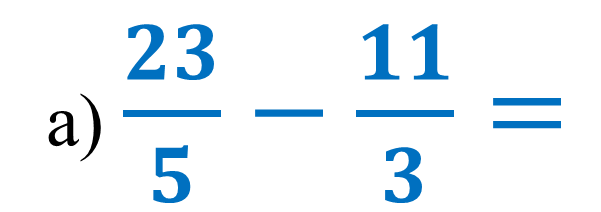 a) 23/5 − 11/3 =